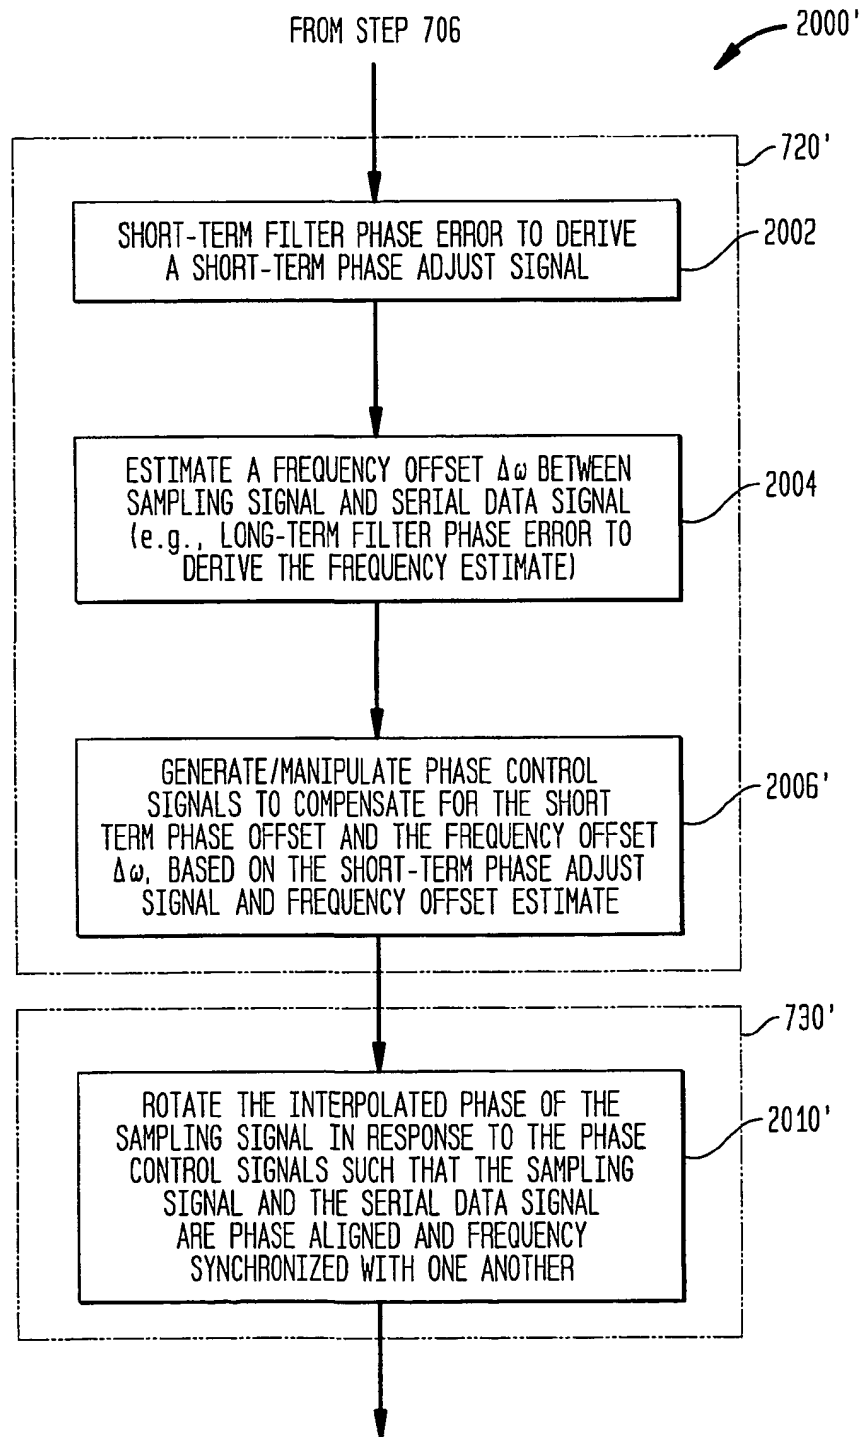 FROM STEP 706
2000'
720'
SHORT-TERM FILTER PHASE ERROR TO DERIVE
A SHORT-TERM PHASE ADJUST SIGNAL
2002
ESTIMATE A FREQUENCY OFFSET Δω BETWEEN
SAMPLING SIGNAL AND SERIAL DATA SIGNAL
(e.g., LONG-TERM FILTER PHASE ERROR TO
DERIVE THE FREQUENCY ESTIMATE)
2004
GENERATE/MANIPULATE PHASE CONTROL
SIGNALS TO COMPENSATE FOR THE SHORT
TERM PHASE OFFSET AND THE FREQUENCY OFFSET
Δω, BASED ON THE SHORT-TERM PHASE ADJUST
SIGNAL AND FREQUENCY OFFSET ESTIMATE
2006'
730'
ROTATE THE INTERPOLATED PHASE OF THE
SAMPLING SIGNAL IN RESPONSE TO THE PHASE
CONTROL SIGNALS SUCH THAT THE SAMPLING
SIGNAL AND THE SERIAL DATA SIGNAL
ARE PHASE ALIGNED AND FREQUENCY
SYNCHRONIZED WITH ONE ANOTHER
2010'